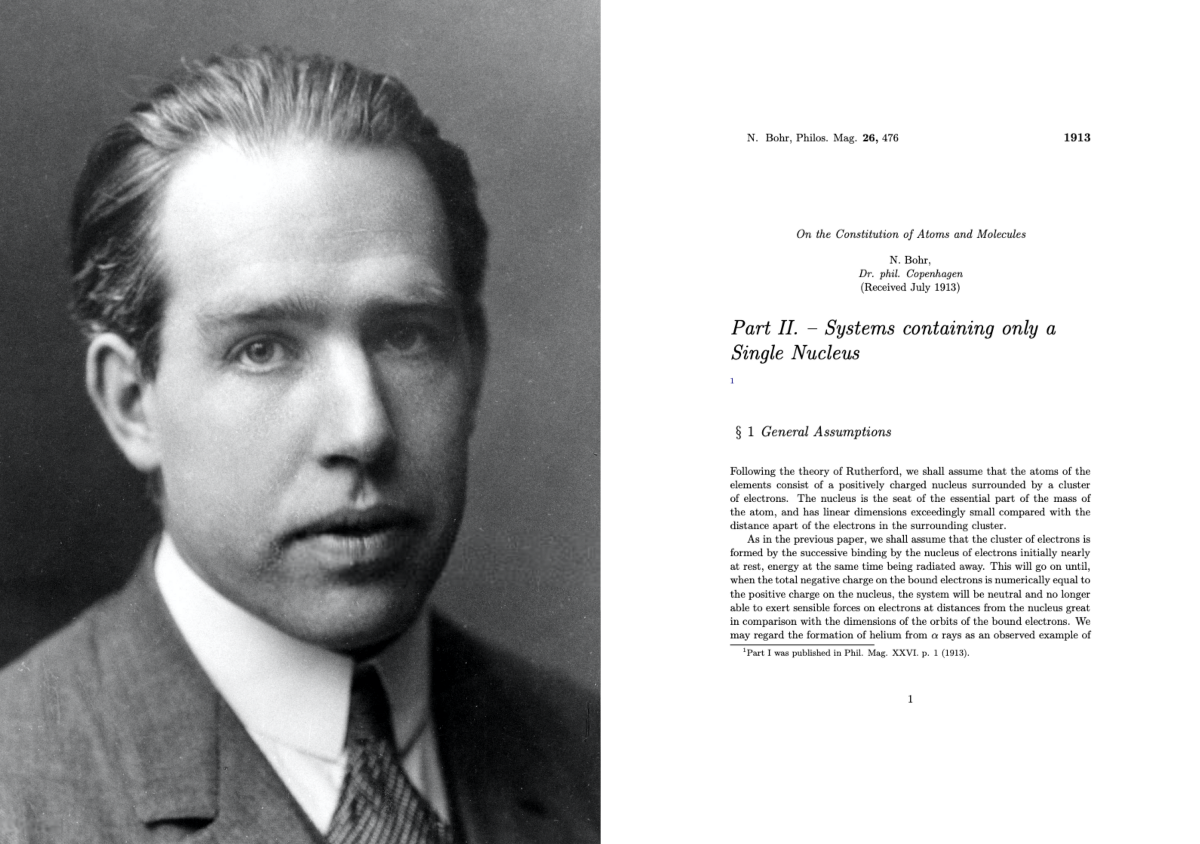 N. Bohr, Philos. Mag. 26, 476 1913
On the Constitution of Atoms and Molecules
N. Bohr,
Dr. phil. Copenhagen
(Received July 1913)
Part II. – Systems containing only a
Single Nucleus
1
§ 1 General Assumptions
Following the theory of Rutherford, we shall assume that the atoms of the
elements consist of a positively charged nucleus surrounded by a cluster
of electrons. The nucleus is the seat of the essential part of the mass of
the atom, and has linear dimensions exceedingly small compared with the
distance apart of the electrons in the surrounding cluster.
As in the previous paper, we shall assume that the cluster of electrons is
formed by the successive binding by the nucleus of electrons initially nearly
at rest, energy at the same time being radiated away. This will go on until,
when the total negative charge on the bound electrons is numerically equal to
the positive charge on the nucleus, the system will be neutral and no longer
able to exert sensible forces on electrons at distances from the nucleus great
in comparison with the dimensions of the orbits of the bound electrons. We
may regard the formation of helium from α rays as an observed example of
1Part I was published in Phil. Mag. XXVI. p. 1 (1913).
1